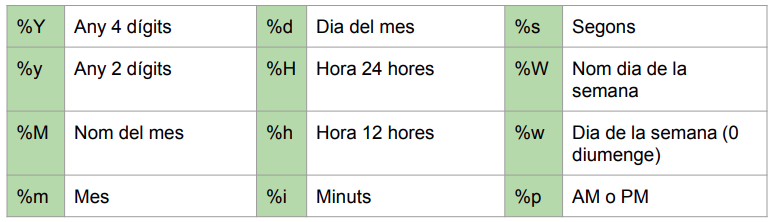 %Y Any 4 dígits %d Dia del mes %s Segons
%y Any 2 dígits %H Hora 24 hores %W Nom dia de la
semana
%M Nom del mes %h Hora 12 hores %w Dia de la semana (0
diumenge)
%m Mes %i Minuts %p AM o PM